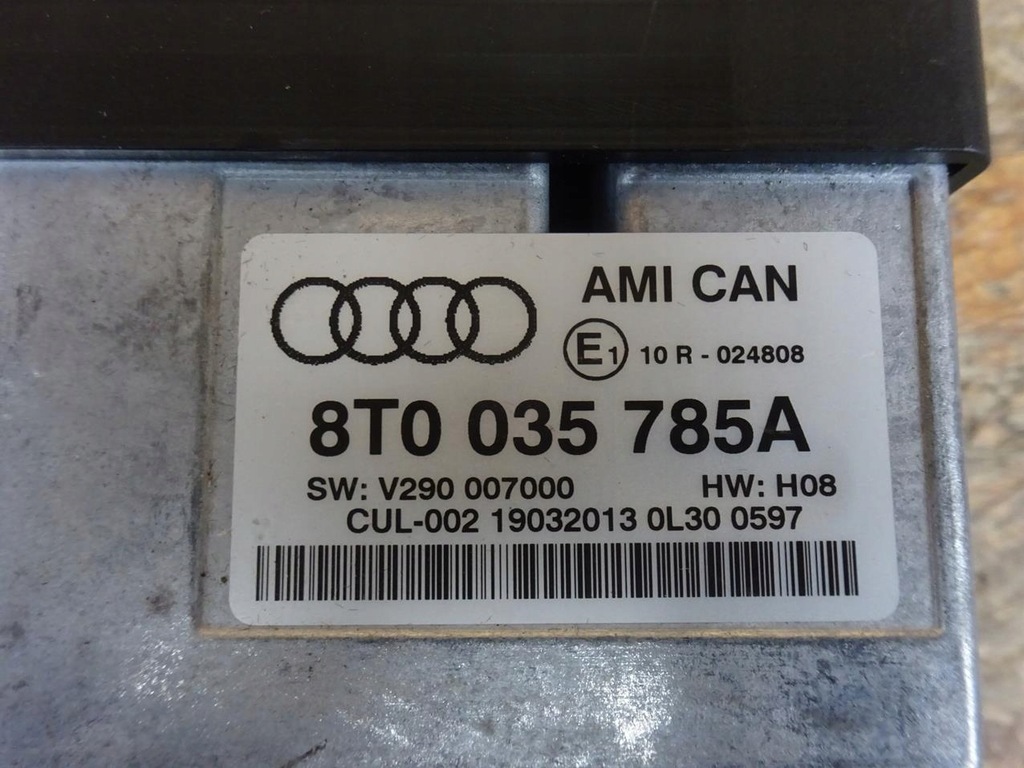 AMI CAN
E1 10 R - 024808
8T0 035 785A
SW: V290 007000 HW: H08
CUL-002 19032013 0L30 0597